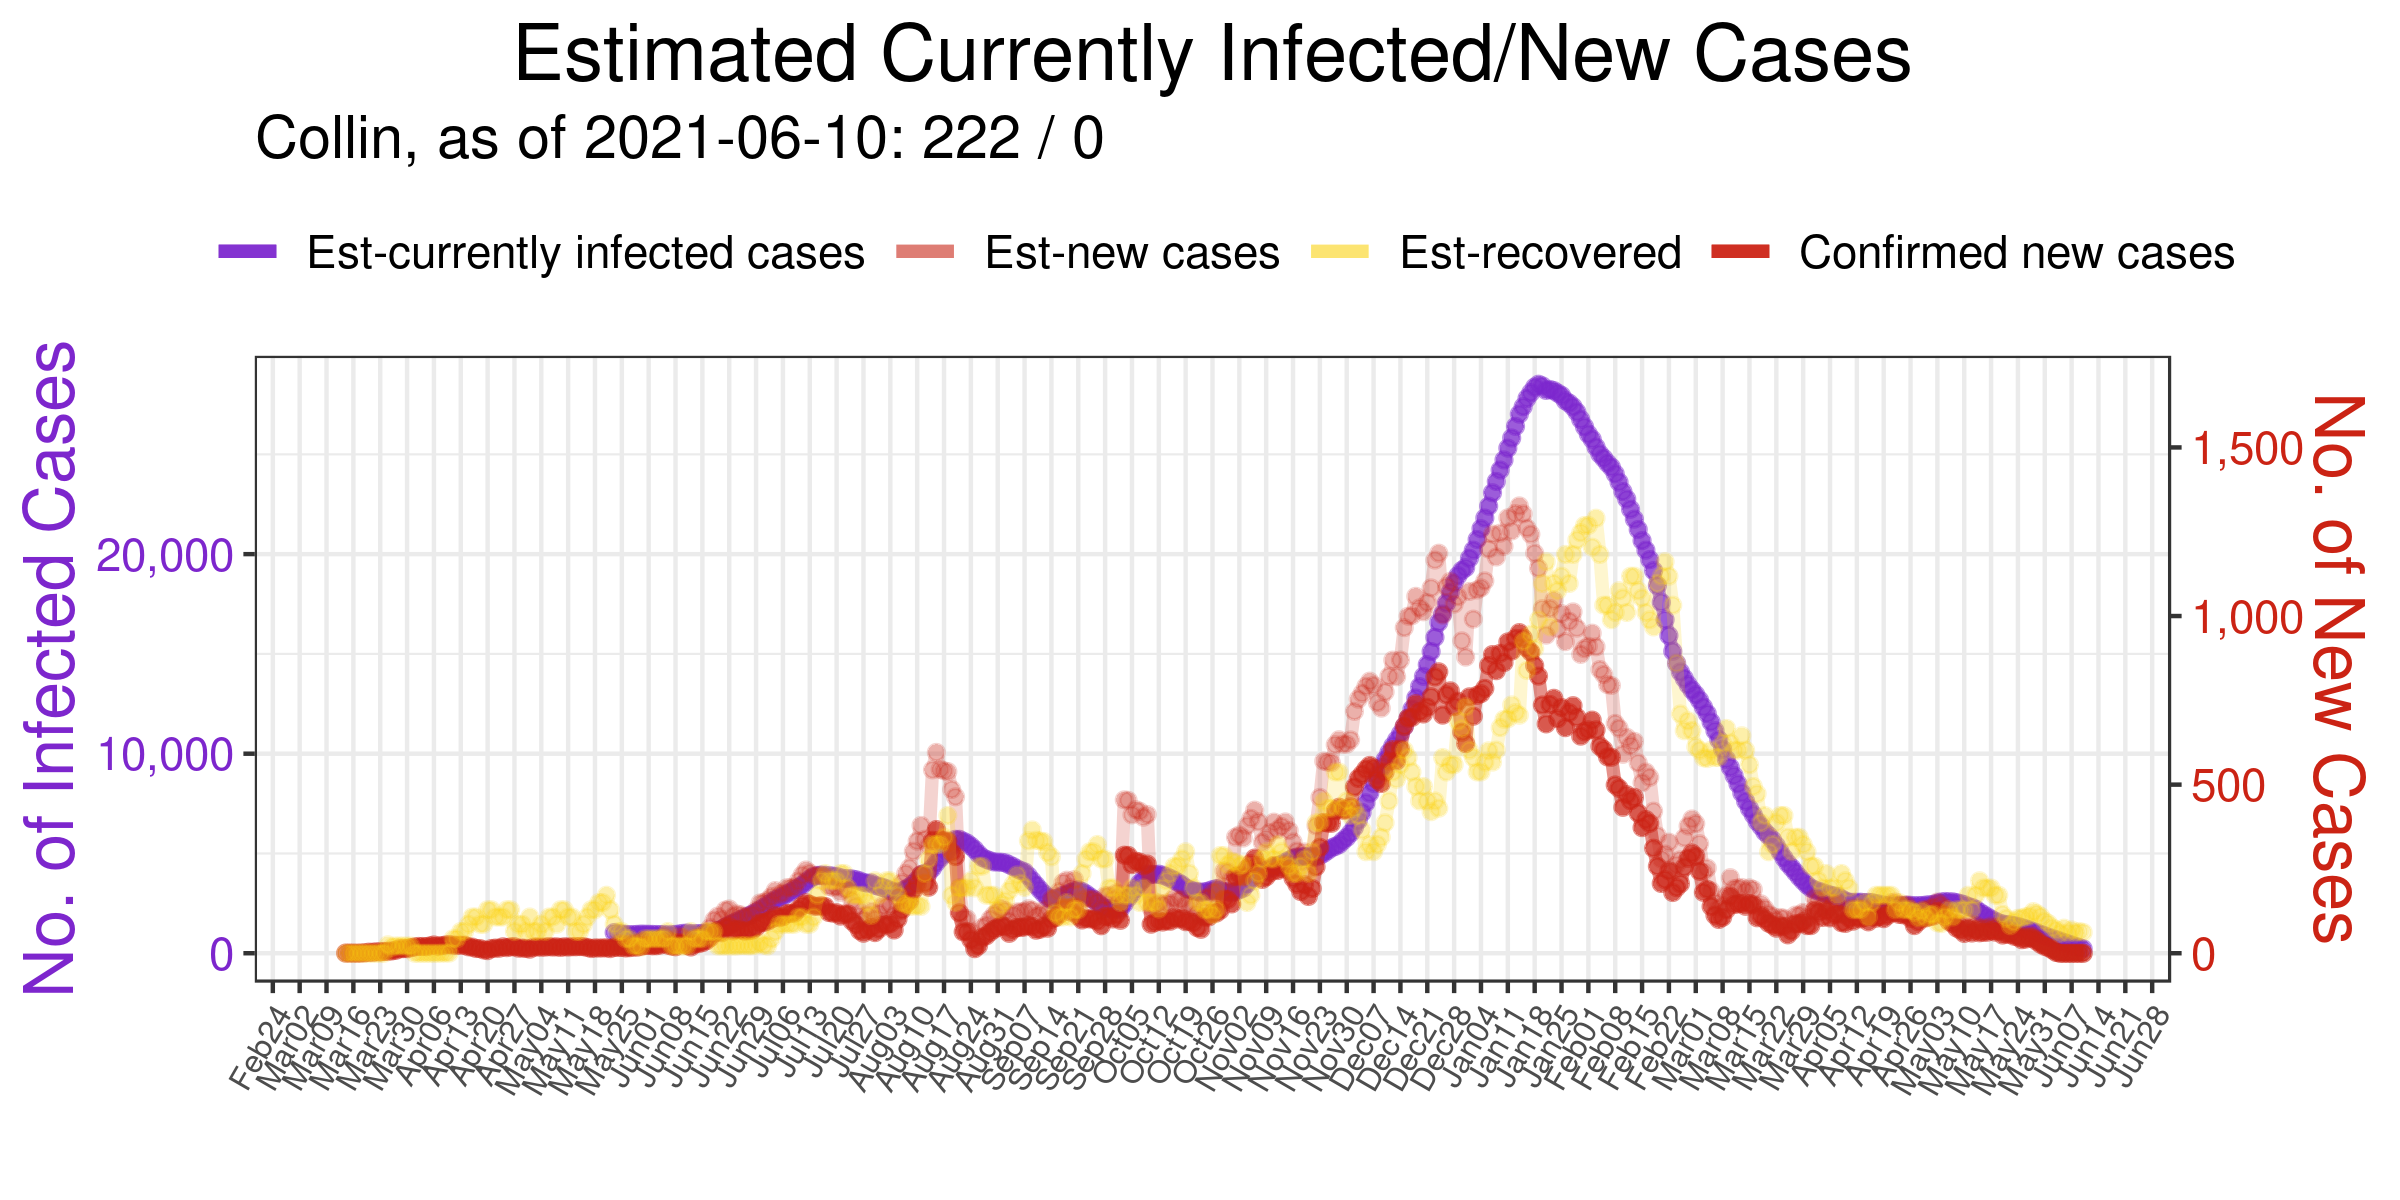 Estimated Currently Infected/New Cases
Collin, as of 2021-06-10: 222 / 0
Est-currently infected cases
Est-new cases
Est-recovered
Confirmed new cases
No. of Infected Cases
20,000
10,000
0
1,500
1,000
500
0
No. of New Cases
Feb24
Mar02
Mar09
Mar16
Mar23
Mar30
Apr06
Apr13
Apr20
Apr27
May04
May11
May18
May25
Jun01
Jun08
Jun15
Jun22
Jun29
Jul06
Jul13
Jul20
Jul27
Aug03
Aug10
Aug17
Aug24
Aug31
Sep07
Sep14
Sep21
Sep28
Oct05
Oct12
Oct19
Oct26
Nov02
Nov09
Nov16
Nov23
Nov30
Dec07
Dec14
Dec21
Dec28
Jan04
Jan11
Jan18
Jan25
Feb01
Feb08
Feb15
Feb22
Mar01
Mar08
Mar15
Mar22
Mar29
Apr05
Apr12
Apr19
Apr26
May03
May10
May17
May24
May31
Jun07
Jun14
Jun21
Jun28